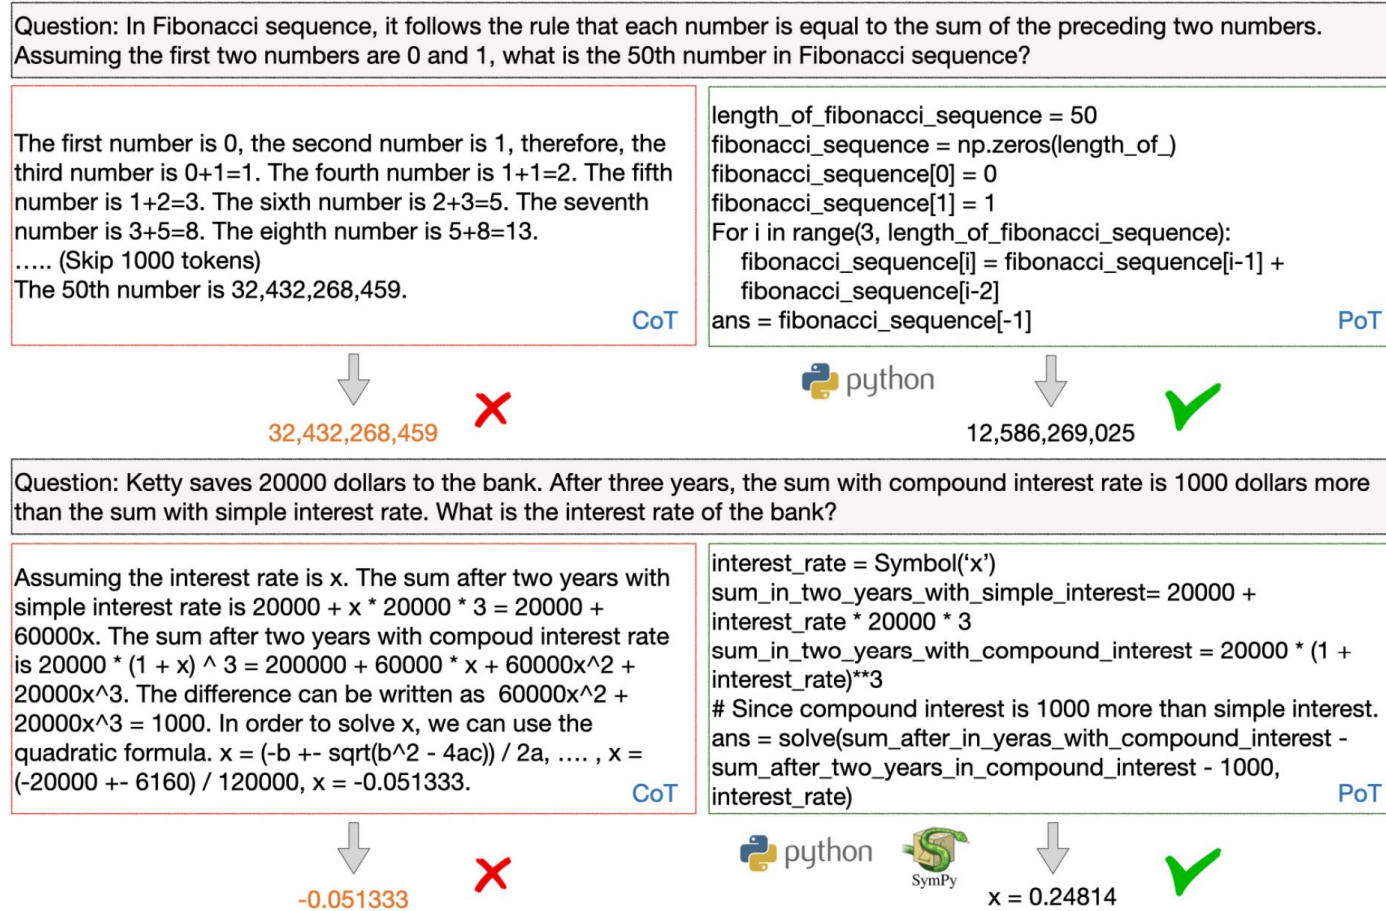 Question: In Fibonacci sequence, it follows the rule that each number is equal to the sum of the preceding two numbers.
Assuming the first two numbers are 0 and 1, what is the 50th number in Fibonacci sequence?
The first number is 0, the second number is 1, therefore, the
third number is 0+1=1. The fourth number is 1+1=2. The fifth
number is 1+2=3. The sixth number is 2+3=5. The seventh
number is 3+5=8. The eighth number is 5+8=13.
..... (Skip 1000 tokens)
The 50th number is 32,432,268,459.
CoT
length_of_fibonacci_sequence = 50
fibonacci_sequence = np.zeros(length_of_)
fibonacci_sequence[0] = 0
fibonacci_sequence[1] = 1
For i in range(3, length_of_fibonacci_sequence):
fibonacci_sequence[i] = fibonacci_sequence[i-1] +
fibonacci_sequence[i-2]
ans = fibonacci_sequence[-1]
PoT
32,432,268,459
python
12,586,269,025
Question: Ketty saves 20000 dollars to the bank. After three years, the sum with compound interest rate is 1000 dollars more
than the sum with simple interest rate. What is the interest rate of the bank?
Assuming the interest rate is x. The sum after two years with
simple interest rate is 20000 + x * 20000 * 3 = 20000 +
60000x. The sum after two years with compoud interest rate
is 20000 * (1 + x) ^ 3 = 200000 + 60000 * x + 60000x^2 +
20000x^3. The difference can be written as 60000x^2 +
20000x^3 = 1000. In order to solve x, we can use the
quadratic formula. x = (-b +- sqrt(b^2 - 4ac)) / 2a, .... , x =
(-20000 +- 6160) / 120000, x = -0.051333.
CoT
interest_rate = Symbol(‘x’)
sum_in_two_years_with_simple_interest= 20000 +
interest_rate * 20000 * 3
sum_in_two_years_with_compound_interest = 20000 * (1 +
interest_rate)**3
# Since compound interest is 1000 more than simple interest.
ans = solve(sum_after_in_yeras_with_compound_interest -
sum_after_two_years_in_compound_interest - 1000,
interest_rate)
PoT
-0.051333
python
SymPy
x = 0.24814